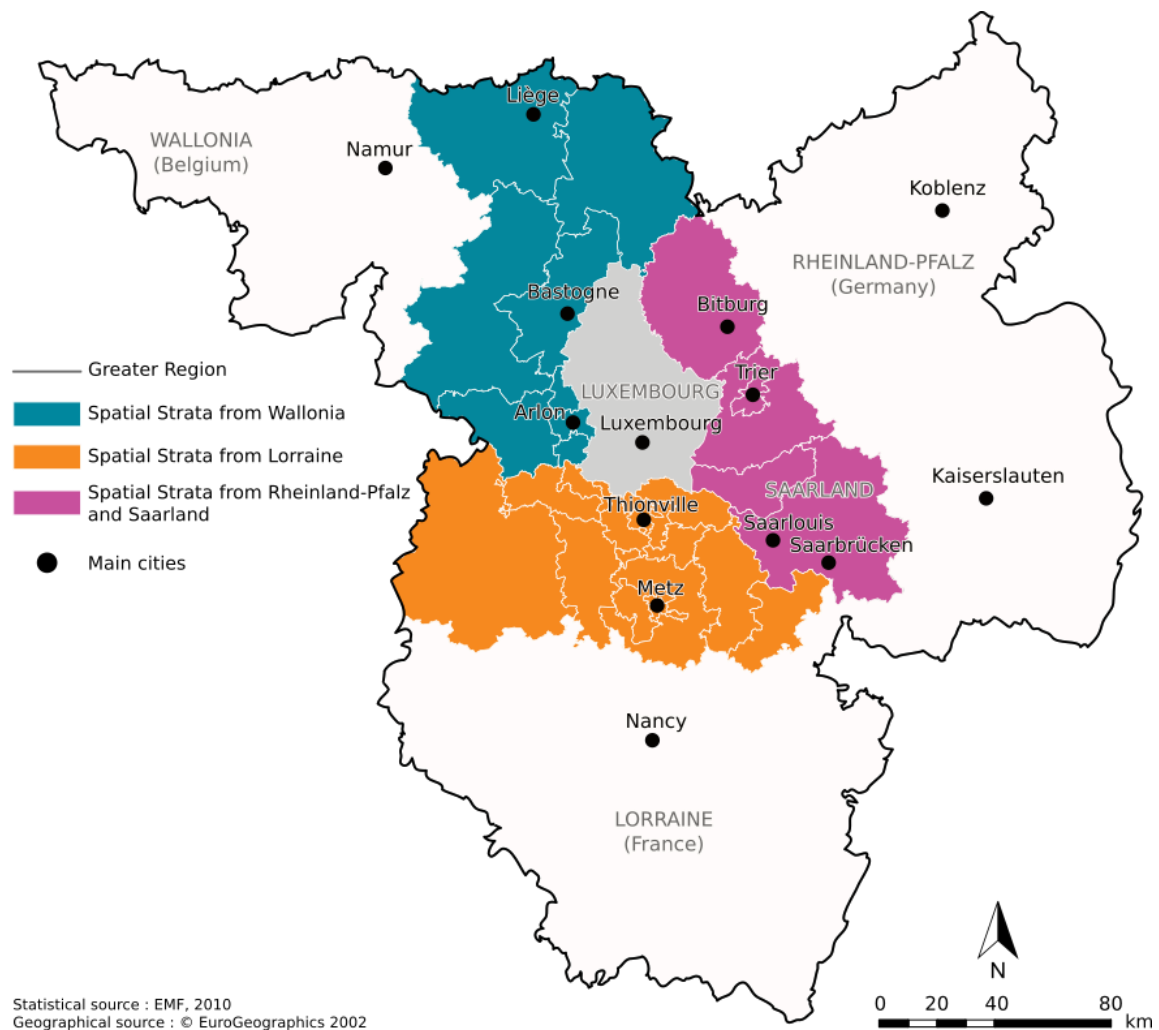 Liège
WALLONIA
(Belgium)
Namur
Koblenz
RHEINLAND-PFALZ
(Germany)
Bastogne
Bitburg
Greater Region
Trier
LUXEMBOURG
Spatial Strata from Wallonia
Arlon
Luxembourg
Spatial Strata from Lorraine
Kaiserslauten
Spatial Strata from Rheinland-Pfalz
and Saarland
SAARLAND
Thionville
Saarlouis
Saarbrücken
Main cities
Metz
Nancy
LORRAINE
(France)
N
Statistical source : EMF, 2010
Geographical source : © EuroGeographics 2002
0 20 40 80
km